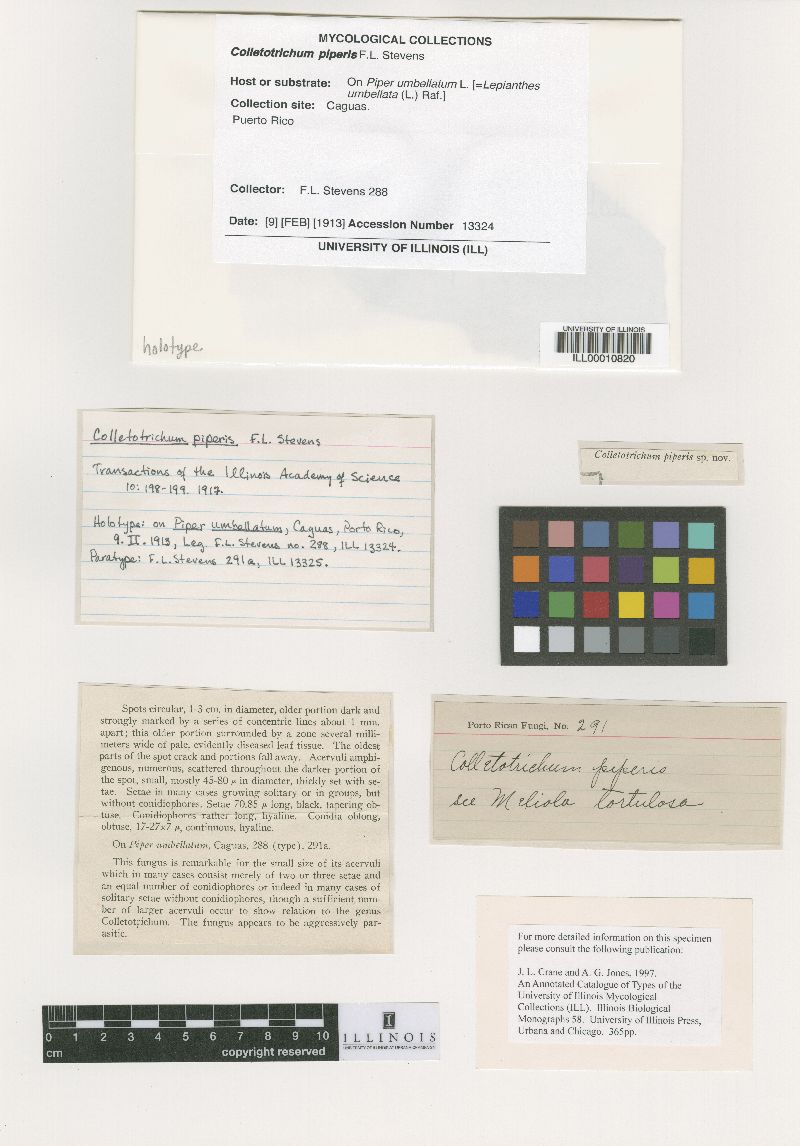 MYCOLOGICAL COLLECTIONS
Colletotrichum piperis F.L. Stevens
Host or substrate: On Piper umbellatum L. [=Lepianthes
umbellata (L.) Raf.]
Collection site: Caguas.
Puerto Rico
Collector: F.L. Stevens 288
Date: [9] [FEB] [1913] Accession Number 13324
UNIVERSITY OF ILLINOIS (ILL)
holotype
UNIVERSITY OF ILLINOIS
ILL00010820
Colletotrichum piperis F.L. Stevens
Transactions of the Illinois Academy of Science
10: 198-199. 1917.
Holotype: on Piper umbellatum, Caguas, Porto Rico,
9. II. 1913, Leg. F.L. Stevens no. 288, ILL 13324.
Paratype: F.L. Stevens 291a, ILL 13325.
Colletotrichum piperis sp. nov.
Spots circular, 1-3 cm. in diameter, older portion dark and
strongly marked by a series of concentric lines about 1 mm.
apart; this older portion surrounded by a zone several milli-
meters wide of pale, evidently diseased leaf tissue. The oldest
parts of the spot crack and portions fall away. Acervuli amphi-
genous, numerous, scattered throughout the darker portion of
the spot, small, mostly 45-80 μ in diameter, thickly set with se-
tae. Setae in many cases growing solitary or in groups, but
without conidiophores. Setae 70.85 μ long, black, tapering ob-
tuse. Conidiophores rather long, hyaline. Conidia oblong,
obtuse, 17-27x7 μ, continuous, hyaline.
On Piper umbellatum, Caguas, 288 (type), 291a.
This fungus is remarkable for the small size of its acervuli
which in many cases consist merely of two or three setae and
an equal number of conidiophores or indeed in many cases of
solitary setae without conidiophores, though a sufficient num-
ber of larger acervuli occur to show relation to the genus
Colletotrichum. The fungus appears to be aggressively par-
asitic.
Porto Rican Fungi, No. 291
Colletotrichum piperis
see Meliola tortulosa
For more detailed information on this specimen
please consult the following publication:
J. L. Crane and A. G. Jones, 1997.
An Annotated Catalogue of Types of the
University of Illinois Mycological
Collections (ILL). Illinois Biological
Monographs 58. University of Illinois Press,
Urbana and Chicago. 365pp.
0 1 2 3 4 5 6 7 8 9 10
cm copyright reserved
I
ILLINOIS
UNIVERSITY OF ILLINOIS AT URBANA-CHAMPAIGN